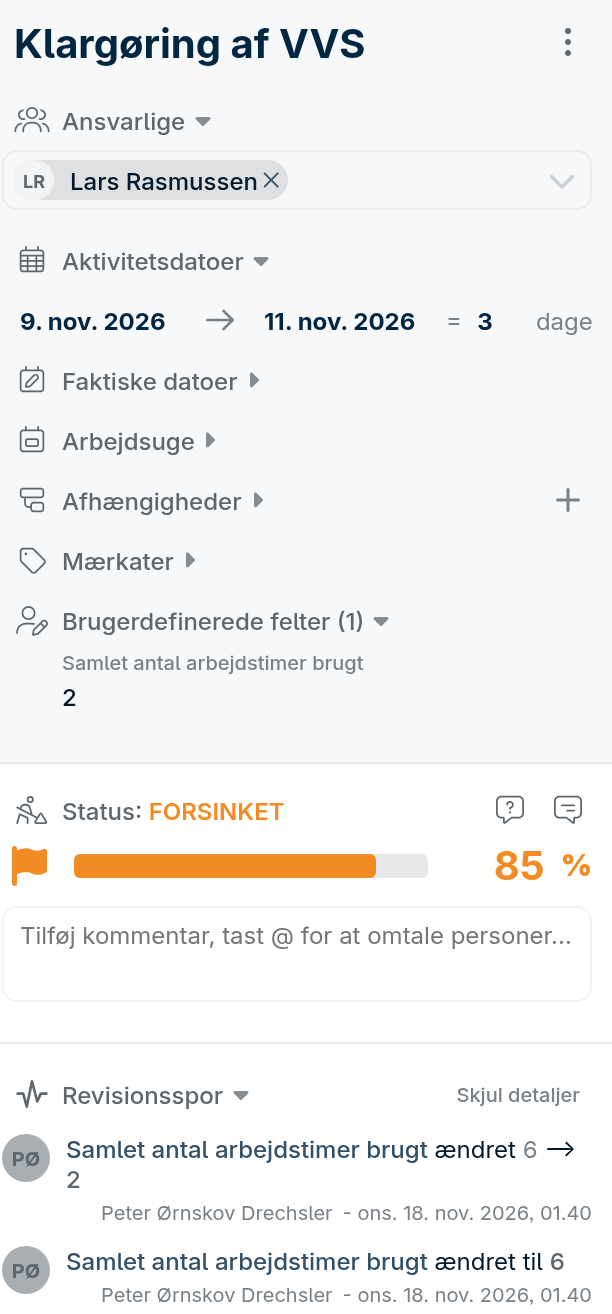 Klargøring af VVS
Ansvarlige
LR Lars Rasmussen
Aktivitetsdatoer
9. nov. 2026 → 11. nov. 2026 = 3 dage
Faktiske datoer
Arbejdsuge
Afhængigheder
Mærkater
Brugerdefinerede felter (1)
Samlet antal arbejdstimer brugt
2
Status: FORSINKET
85 %
Tilføj kommentar, tast @ for at omtale personer...
Revisionsspor Skjul detaljer
PØ Samlet antal arbejdstimer brugt ændret 6 →
2
Peter Ørnskov Drechsler - ons. 18. nov. 2026, 01.40
PØ Samlet antal arbejdstimer brugt ændret til 6
Peter Ørnskov Drechsler - ons. 18. nov. 2026, 01.40